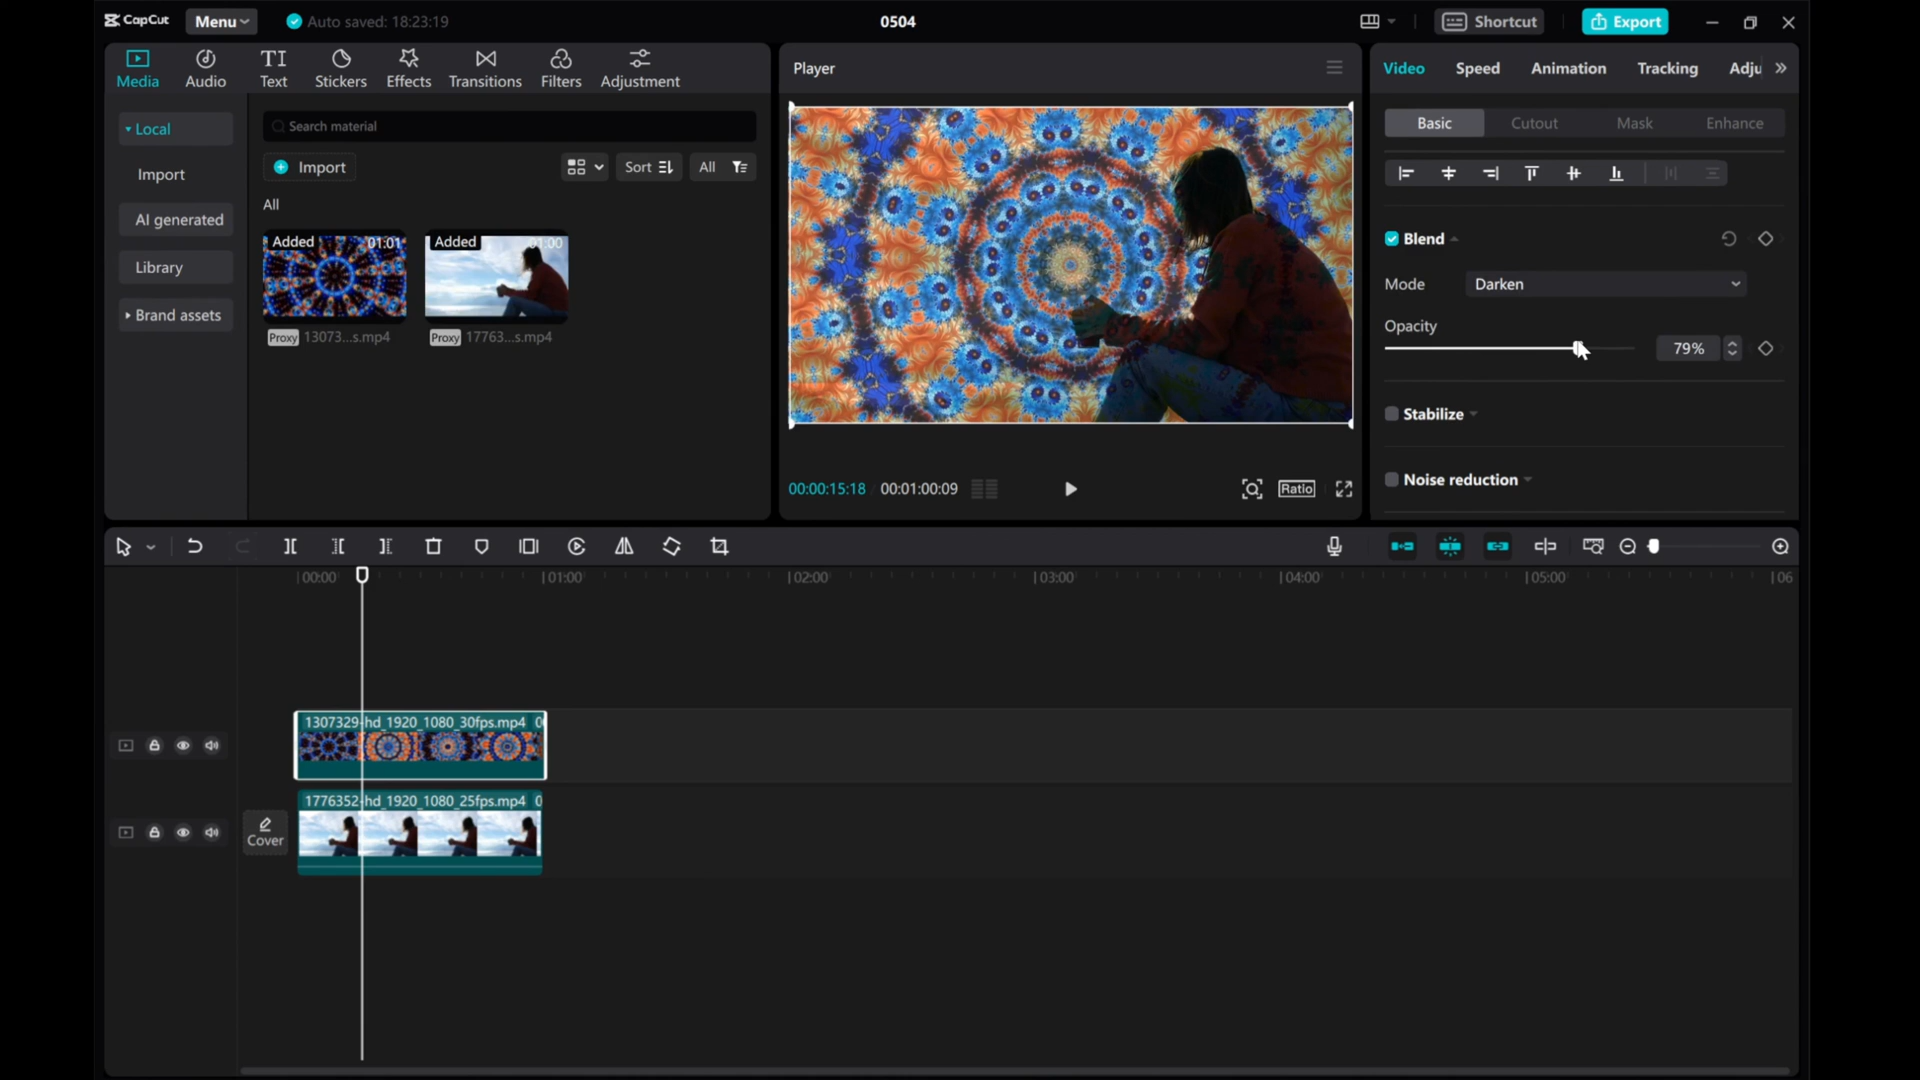 CapCut
Menu
Auto saved: 18:23:19
0504
Shortcut
Export
Media
Audio
Text
Stickers
Effects
Transitions
Filters
Adjustment
Local
Import
AI generated
Library
Brand assets
Search material
Import
Sort
All
All
Added
01:01
Added
01:00
Proxy 13073...s.mp4
Proxy 17763...s.mp4
Player
00:00:15:18
00:01:00:09
Ratio
Video
Speed
Animation
Tracking
Adju
Basic
Cutout
Mask
Enhance
Blend
Mode
Darken
Opacity
79%
Stabilize
Noise reduction
00:00
01:00
02:00
03:00
04:00
05:00
06
1307329-hd_1920_1080_30fps.mp4
1776352-hd_1920_1080_25fps.mp4
Cover